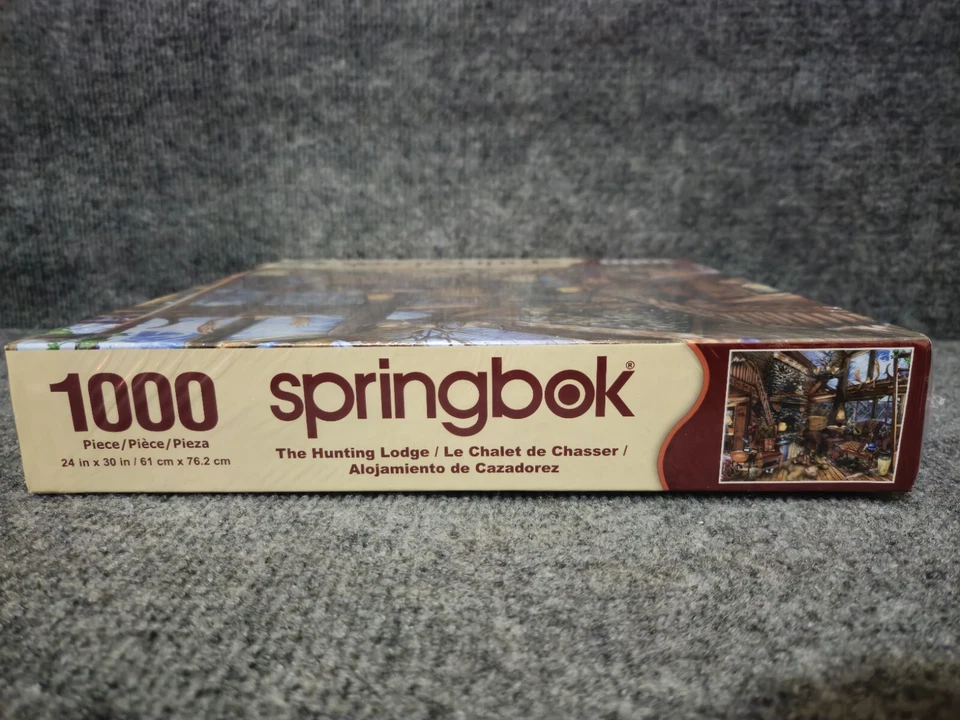 1000
Piece/Pièce/Pieza
24 in x 30 in / 61 cm x 76.2 cm
springbok®
The Hunting Lodge / Le Chalet de Chasser /
Alojamiento de Cazadorez